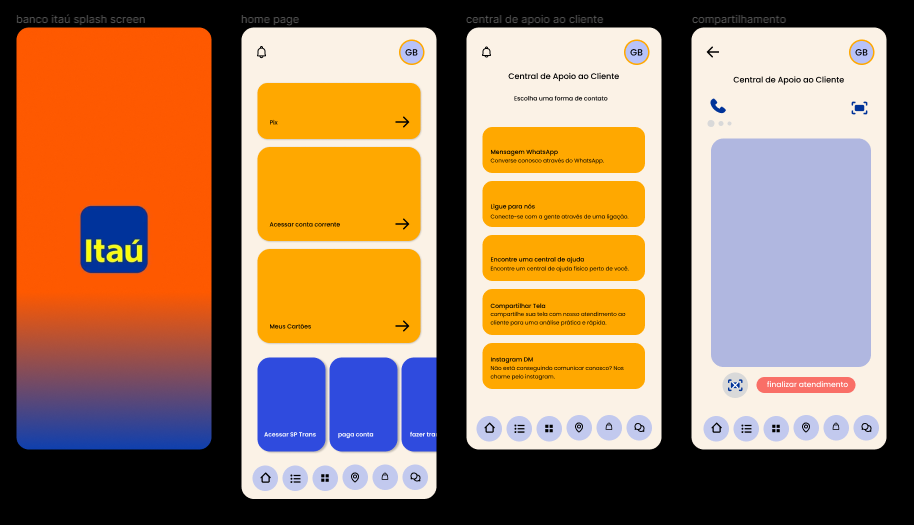 banco itaú splash screen
Itaú
home page
GB
Pix
Acessar conta corrente
Meus Cartões
Acessar SP Trans
paga conta
fazer tra
central de apoio ao cliente
GB
Central de Apoio ao Cliente
Escolha uma forma de contato
Mensagem WhatsApp
Converse conosco através do WhatsApp.
Ligue para nós
Conecte-se com a gente através de uma ligação.
Encontre uma central de ajuda
Encontre um central de ajuda físico perto de você.
Compartilhar Tela
compartilhe sua tela com nosso atendimento ao
cliente para uma análise prática e rápida.
Instagram DM
Não está conseguindo comunicar conosco? Nos
chame pelo instagram.
compartilhamento
GB
Central de Apoio ao Cliente
finalizar atendimento